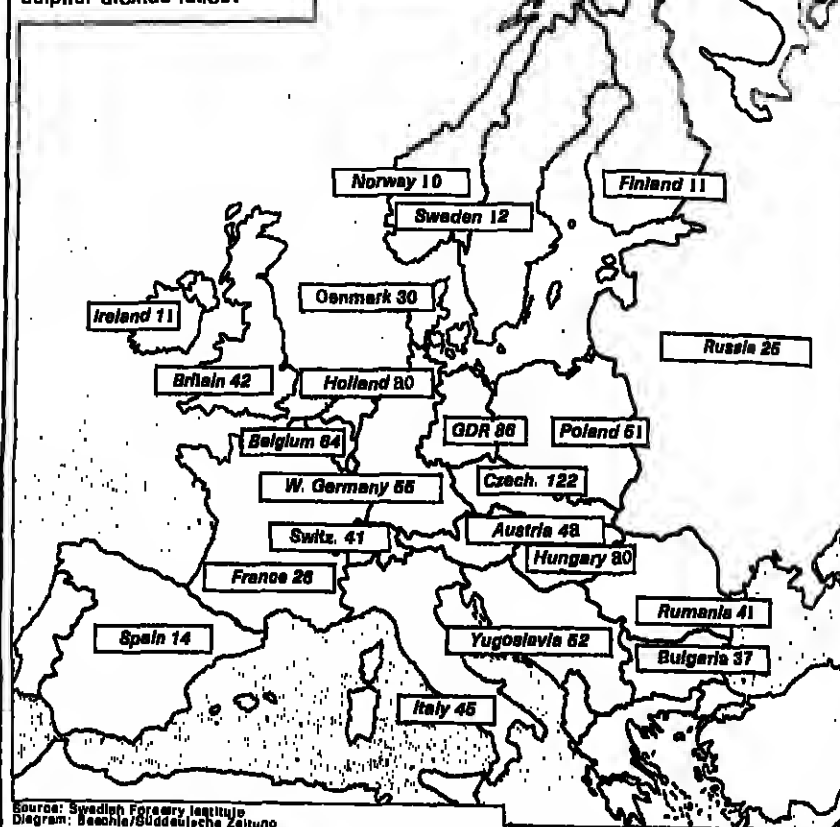 sulphur dioxide fallout
Norway 10
Finland 11
Sweden 12
Denmark 30
Ireland 11
Russia 25
Britain 42
Holland 80
GDR 86
Poland 61
Belgium 64
Czech. 122
W. Germany 55
Austria 48
Switz. 41
Hungary 80
France 26
Rumania 41
Spain 14
Yugoslavia 52
Bulgaria 37
Italy 45
Source: Swedish Forestry Institute
Diagram: Beechle/Süddeutsche Zeitung